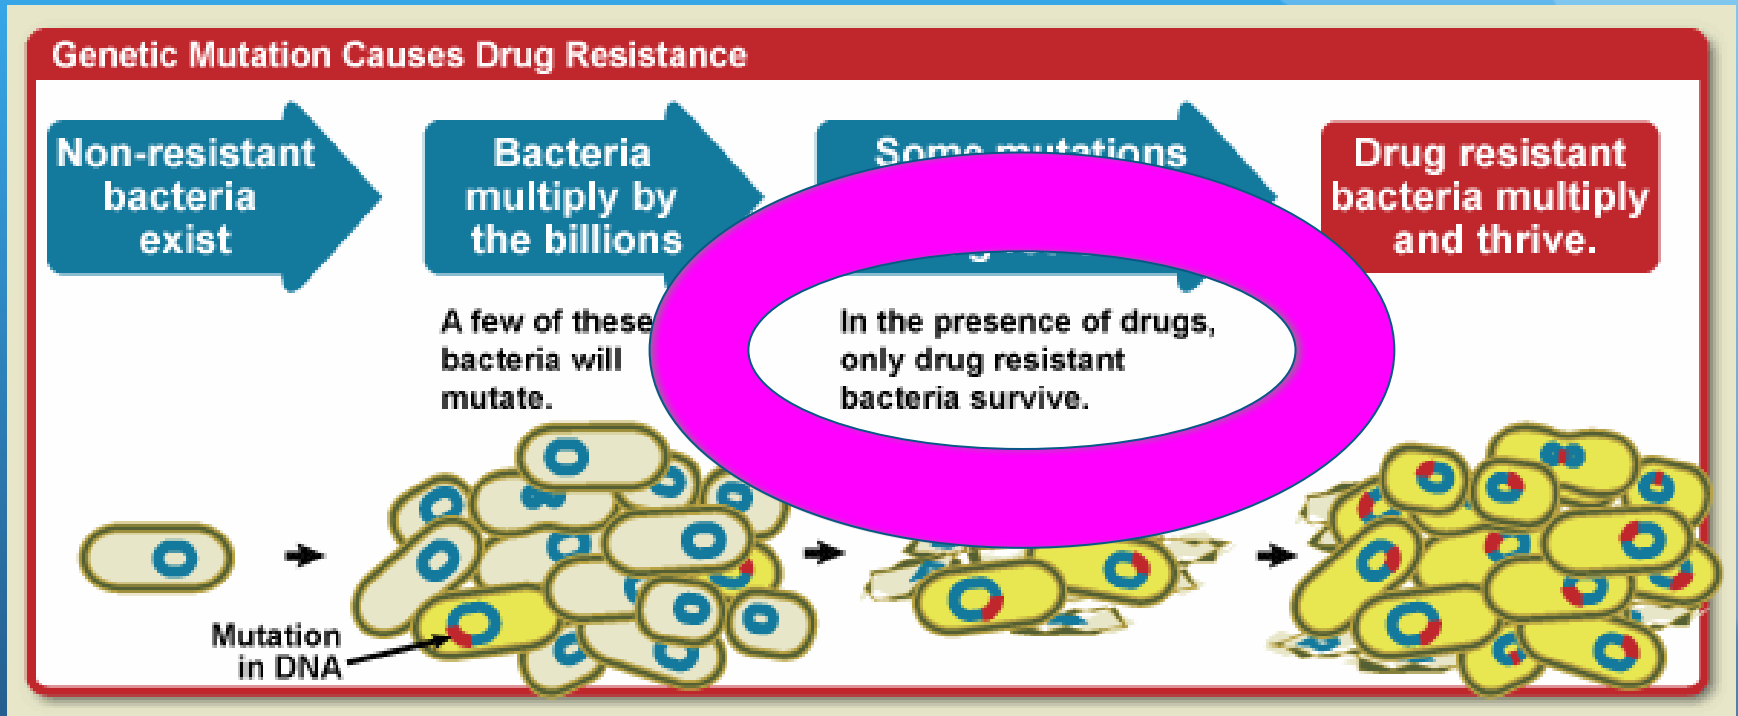 Genetic Mutation Causes Drug Resistance
Non-resistant
bacteria
exist
Bacteria
multiply by
the billions
Some mutations
Drug resistant
bacteria multiply
and thrive.
A few of these
bacteria will
mutate.
In the presence of drugs,
only drug resistant
bacteria survive.
Mutation
in DNA